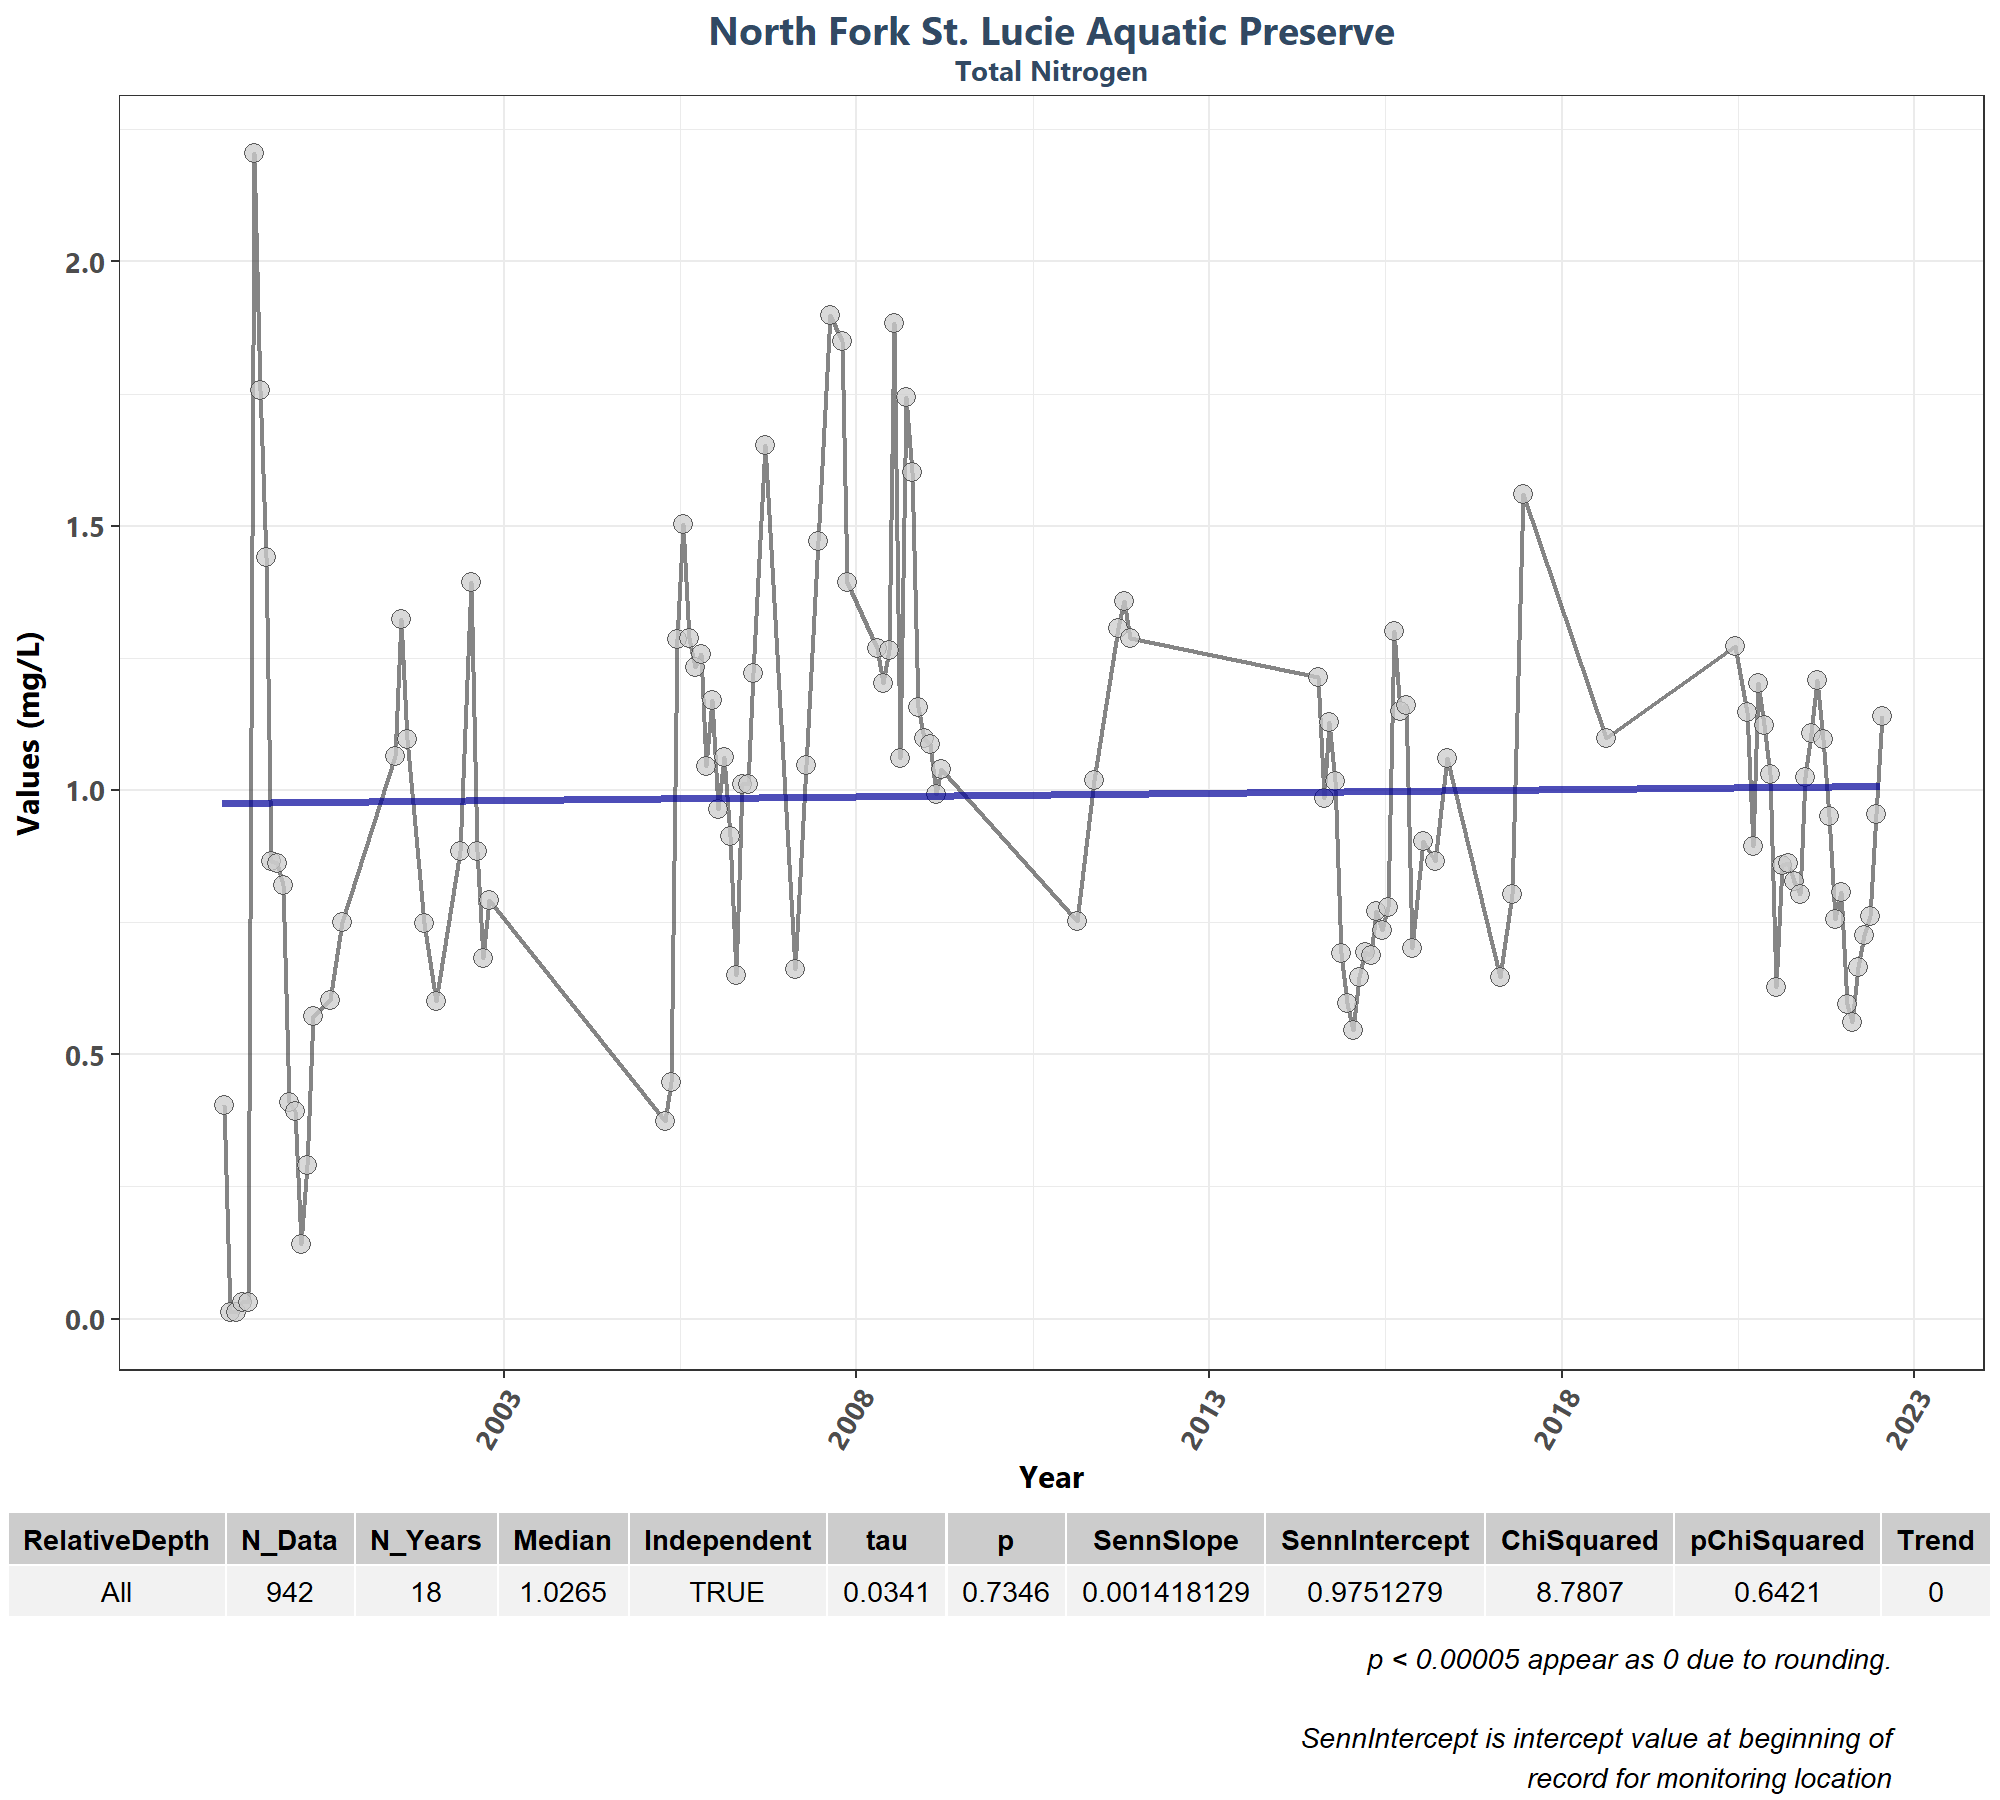 North Fork St. Lucie Aquatic Preserve
Total Nitrogen
Values (mg/L)
2.0
1.5
1.0
0.5
0.0
2003 2008 2013 2018 2023
Year
RelativeDepth N_Data N_Years Median Independent tau p SennSlope SennIntercept ChiSquared pChiSquared Trend
All 942 18 1.0265 TRUE 0.0341 0.7346 0.001418129 0.9751279 8.7807 0.6421 0
p < 0.00005 appear as 0 due to rounding.
SennIntercept is intercept value at beginning of
record for monitoring location